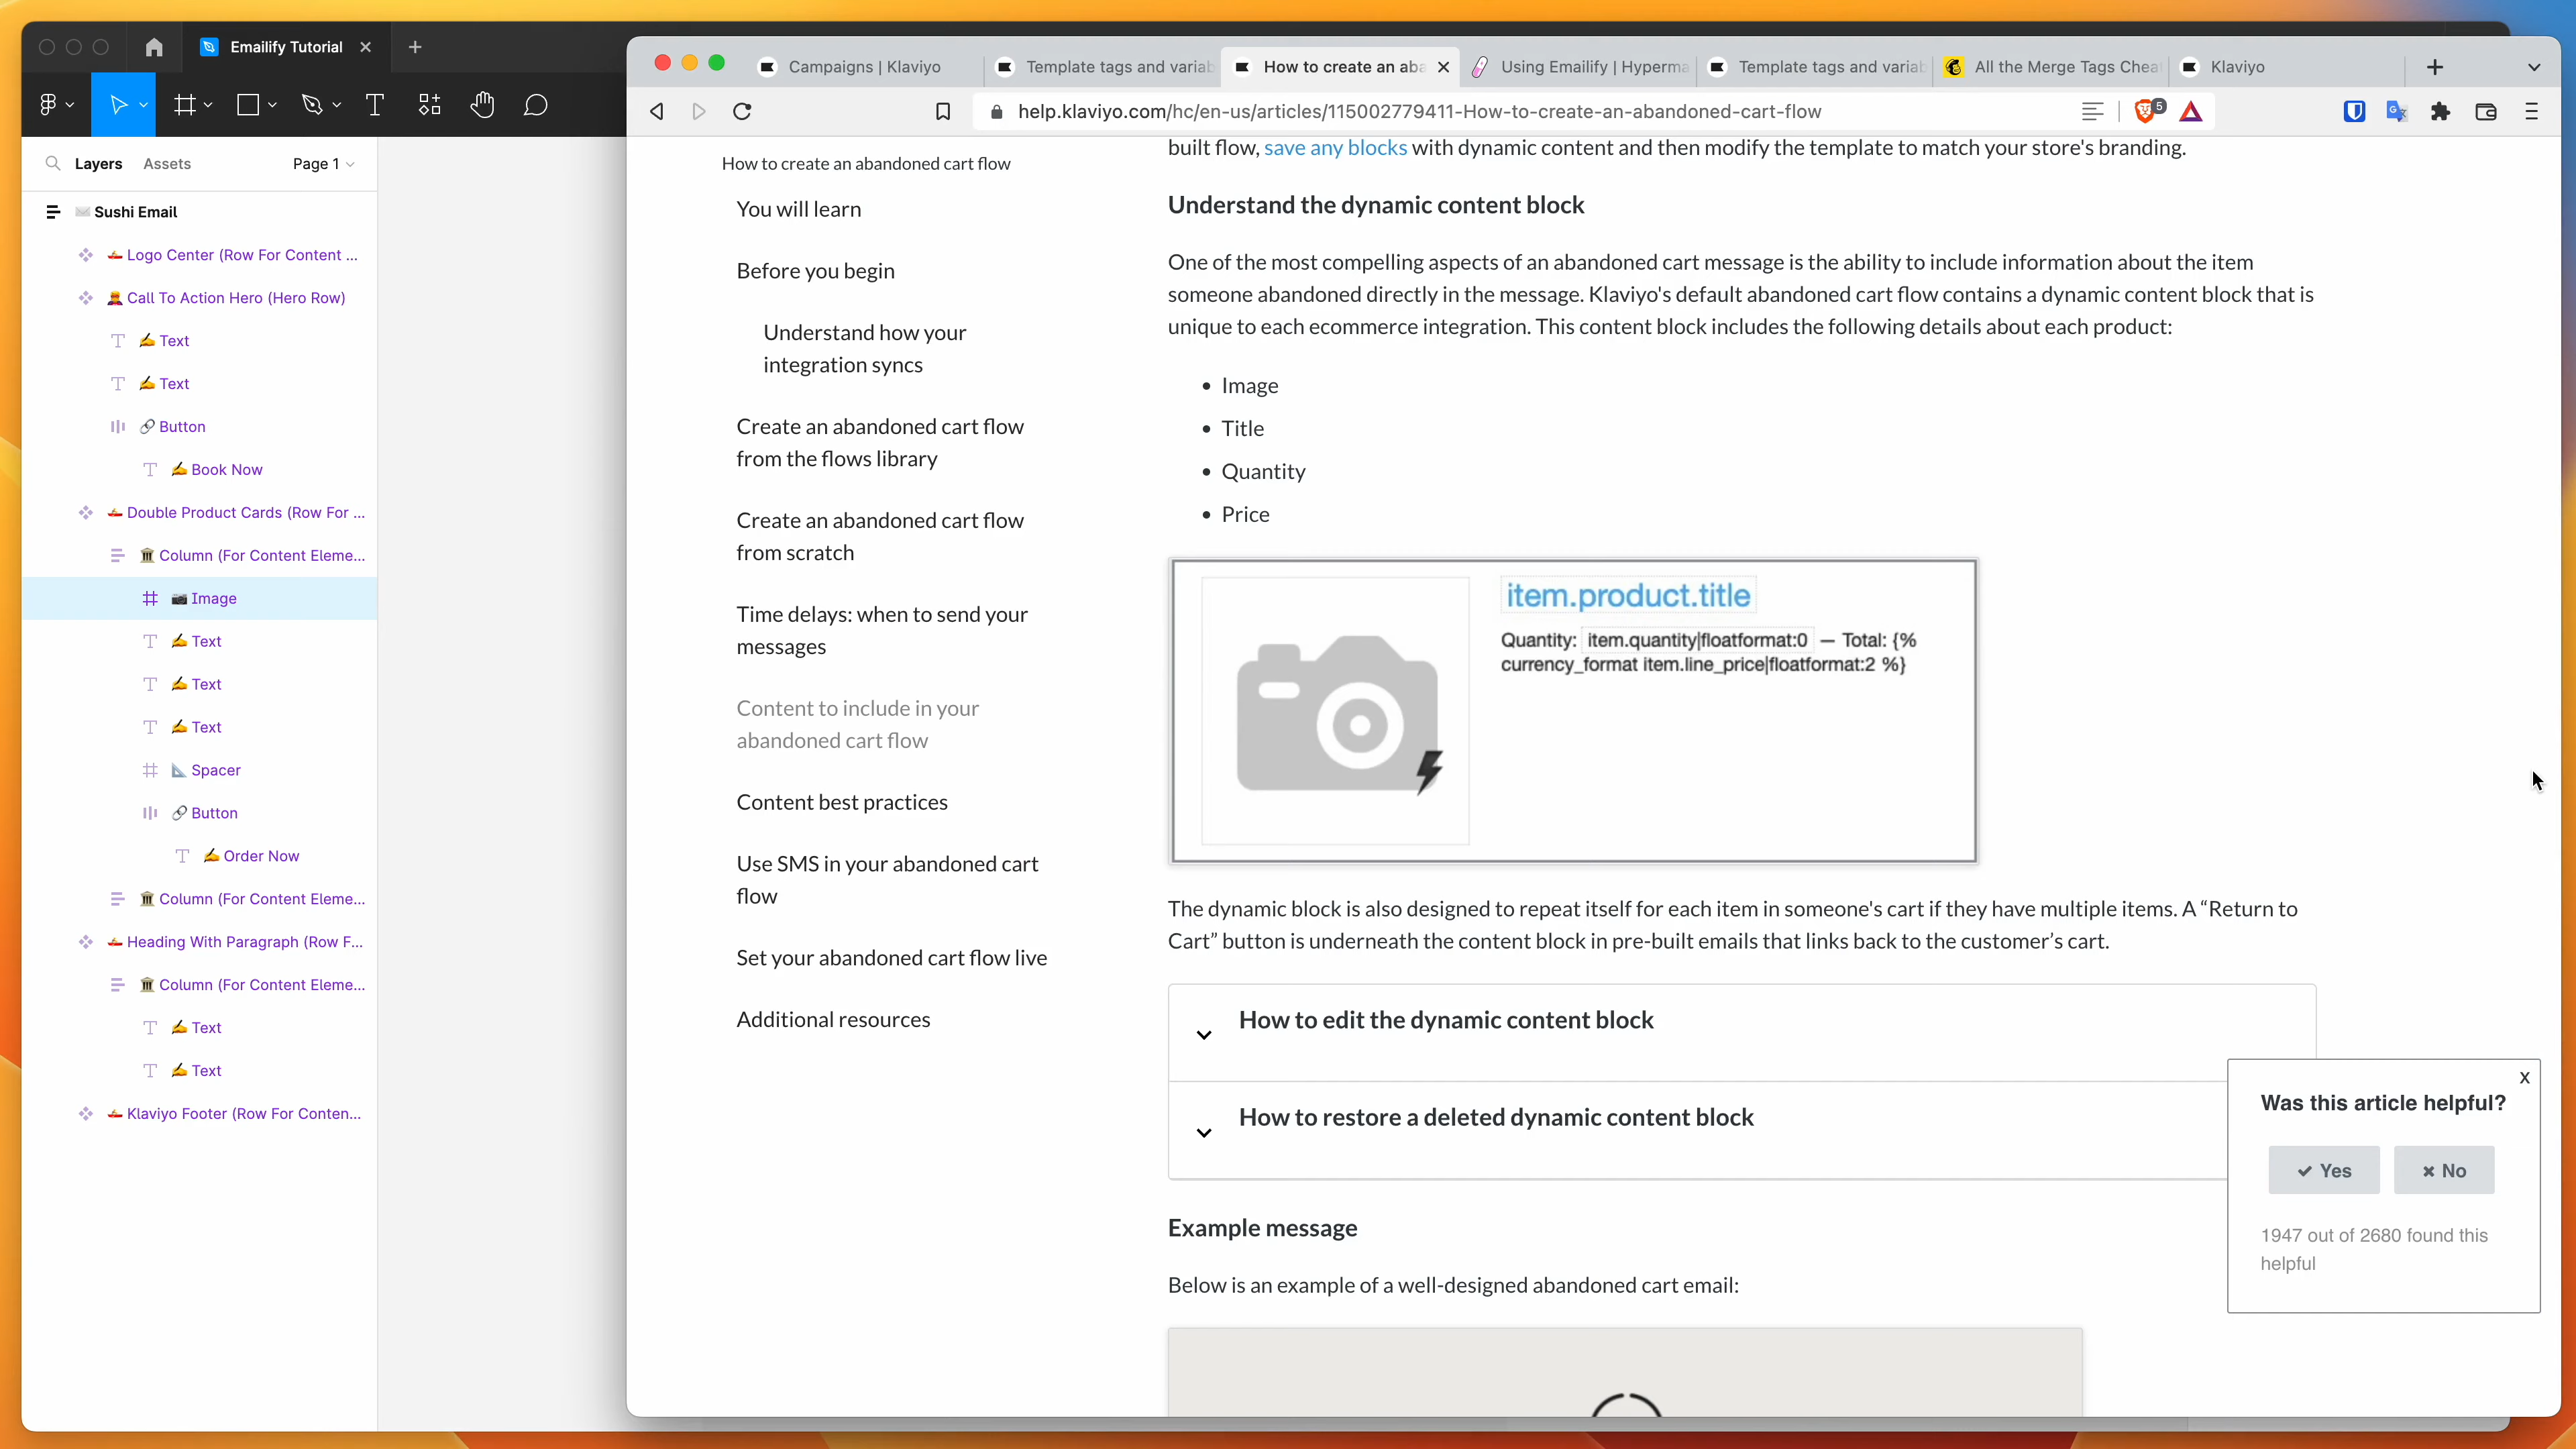 Emailify Tutorial
Campaigns | Klaviyo
Template tags and variab
How to create an aba
Using Emailify | Hyperma
Template tags and variab
All the Merge Tags Cheat
Klaviyo
help.klaviyo.com/hc/en-us/articles/115002779411-How-to-create-an-abandoned-cart-flow
5
Layers
Assets
Page 1
Sushi Email
Logo Center (Row For Content ...
Call To Action Hero (Hero Row)
Text
Text
Button
Book Now
Double Product Cards (Row For ...
Column (For Content Eleme...
Image
Text
Text
Text
Spacer
Button
Order Now
Column (For Content Eleme...
Heading With Paragraph (Row F...
Column (For Content Eleme...
Text
Text
Klaviyo Footer (Row For Conten...
How to create an abandoned cart flow
You will learn
Before you begin
Understand how your
integration syncs
Create an abandoned cart flow
from the flows library
Create an abandoned cart flow
from scratch
Time delays: when to send your
messages
Content to include in your
abandoned cart flow
Content best practices
Use SMS in your abandoned cart
flow
Set your abandoned cart flow live
Additional resources
built flow, save any blocks with dynamic content and then modify the template to match your store's branding.
Understand the dynamic content block
One of the most compelling aspects of an abandoned cart message is the ability to include information about the item
someone abandoned directly in the message. Klaviyo's default abandoned cart flow contains a dynamic content block that is
unique to each ecommerce integration. This content block includes the following details about each product:
• Image
• Title
• Quantity
• Price
item.product.title
Quantity: item.quantity|floatformat:0 — Total: {%
currency_format item.line_price|floatformat:2 %}
The dynamic block is also designed to repeat itself for each item in someone's cart if they have multiple items. A “Return to
Cart” button is underneath the content block in pre-built emails that links back to the customer’s cart.
How to edit the dynamic content block
How to restore a deleted dynamic content block
Example message
Below is an example of a well-designed abandoned cart email:
X
Was this article helpful?
Yes
No
1947 out of 2680 found this
helpful